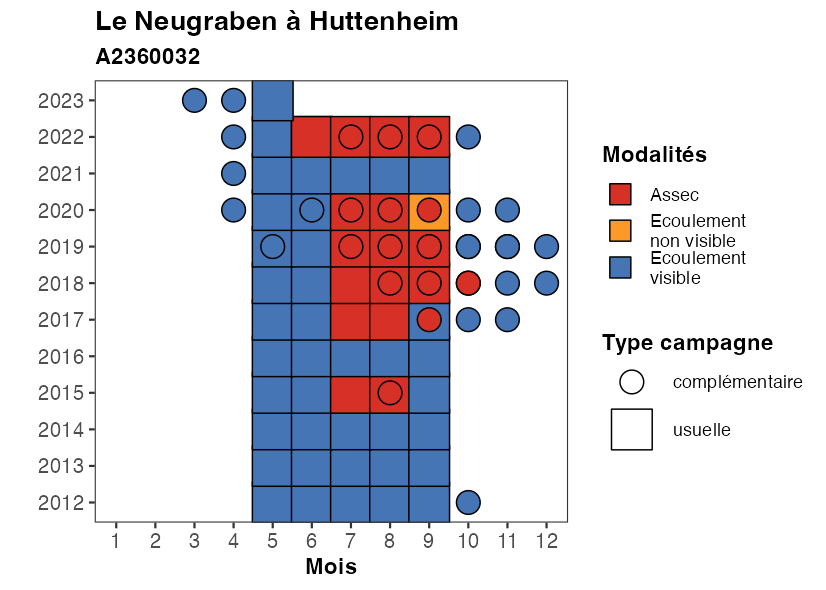 Le Neugraben à Huttenheim
A2360032
2023
2022
2021
2020
2019
2018
2017
2016
2015
2014
2013
2012
1 2 3 4 5 6 7 8 9 10 11 12
Mois
Modalités
Assec
Ecoulement
non visible
Ecoulement
visible
Type campagne
complémentaire
usuelle